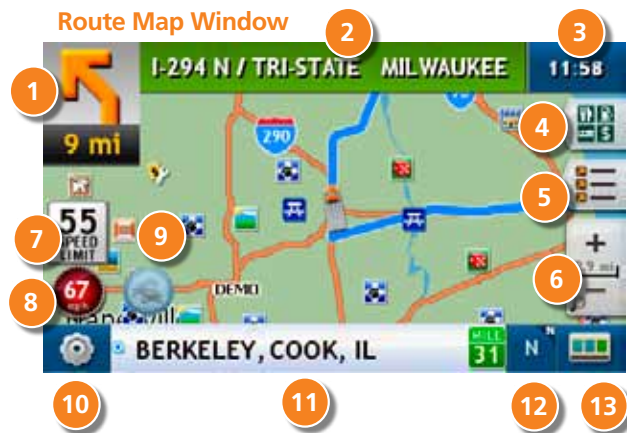 Route Map Window
2
3
I-294 N / TRI-STATE MILWAUKEE
11:58
1
9 mi
290
4
5
55
SPEED
LIMIT
7
9
+
6
8
67
DEMO
BERKELEY, COOK, IL
MILE
31
N
N
10
11
12
13